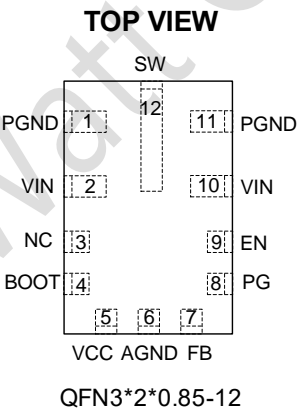 TOP VIEW
SW
PGND 1 12 11 PGND
VIN 2 10 VIN
NC 3 9 EN
BOOT 4 8 PG
5 6 7
VCC AGND FB
QFN3*2*0.85-12